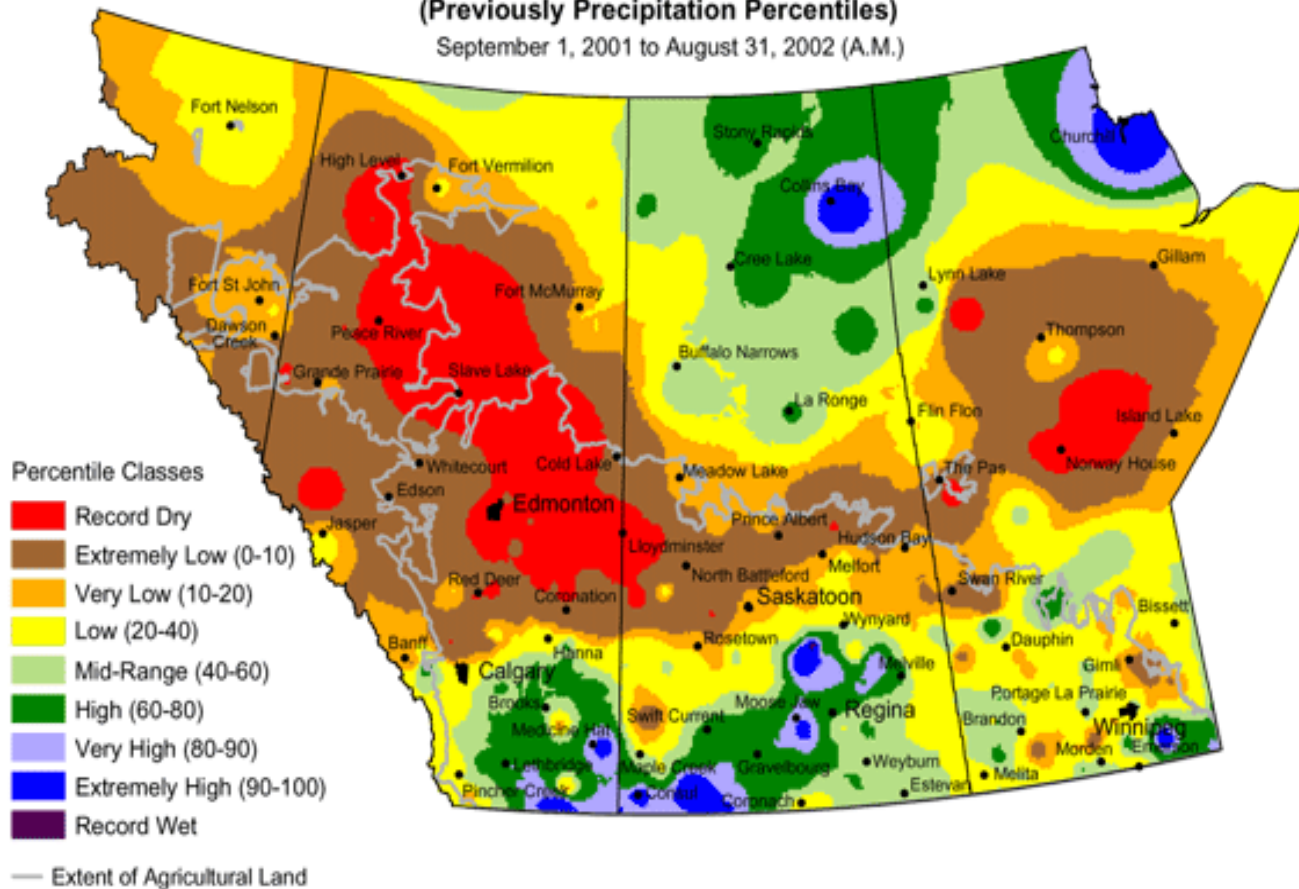 (Previously Precipitation Percentiles)
September 1, 2001 to August 31, 2002 (A.M.)
Fort Nelson
Stony Rapids
Churchill
High Level
Fort Vermilion
Collins Bay
Cree Lake
Gillam
Lynn Lake
Fort St John
Fort McMurray
Dawson
Creek
Peace River
Thompson
Buffalo Narrows
Grande Prairie
Slave Lake
La Ronge
Flin Flon
Island Lake
Whitecourt
Cold Lake
Meadow Lake
The Pas
Norway House
Edson
Edmonton
Jasper
Prince Albert
Lloydminster
Hudson Bay
Melfort
North Battleford
Red Deer
Swan River
Coronation
Saskatoon
Bissett
Wynyard
Banff
Hanna
Rosetown
Dauphin
Calgary
Melville
Gimli
Brooks
Moose Jaw
Regina
Portage La Prairie
Swift Current
Brandon
Winnipeg
Medicine Hat
Morden
Emerson
Lethbridge
Maple Creek
Gravelbourg
Weyburn
Melita
Pincher Creek
Consul
Coronach
Estevan
Percentile Classes
Record Dry
Extremely Low (0-10)
Very Low (10-20)
Low (20-40)
Mid-Range (40-60)
High (60-80)
Very High (80-90)
Extremely High (90-100)
Record Wet
Extent of Agricultural Land